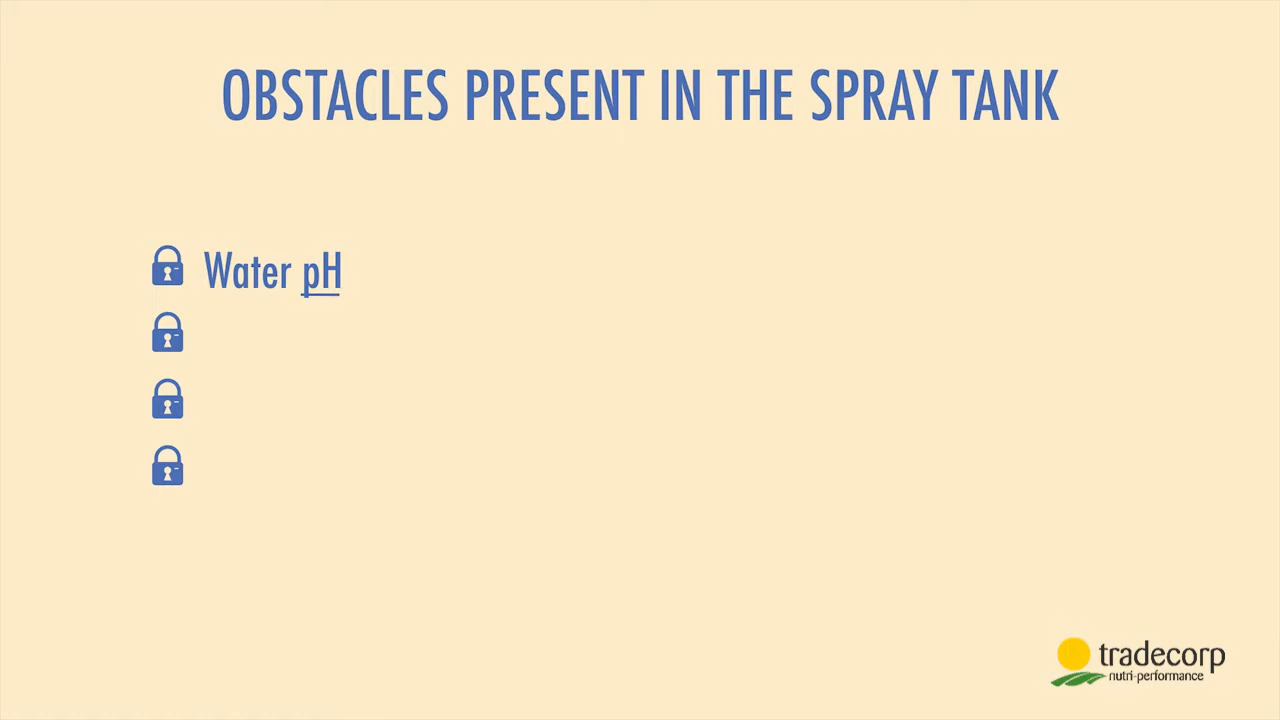 OBSTACLES PRESENT IN THE SPRAY TANK
Water pH
tradecorp
nutri-performance